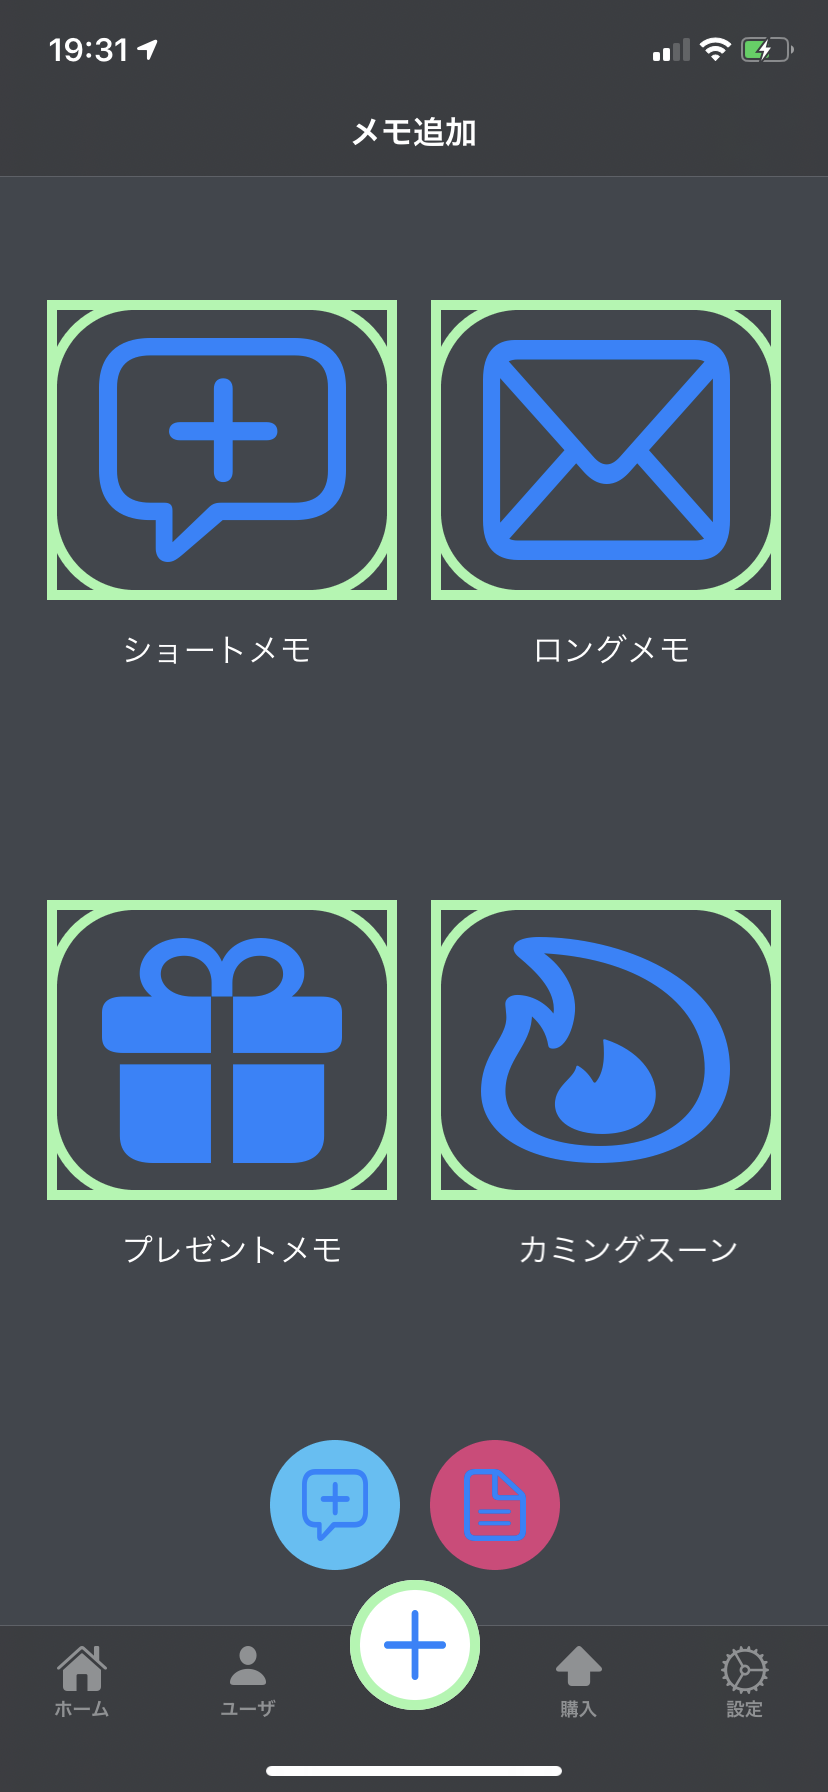 19:31
メモ追加
ショートメモ
ロングメモ
プレゼントメモ
カミングスーン
ホーム
ユーザ
購入
設定